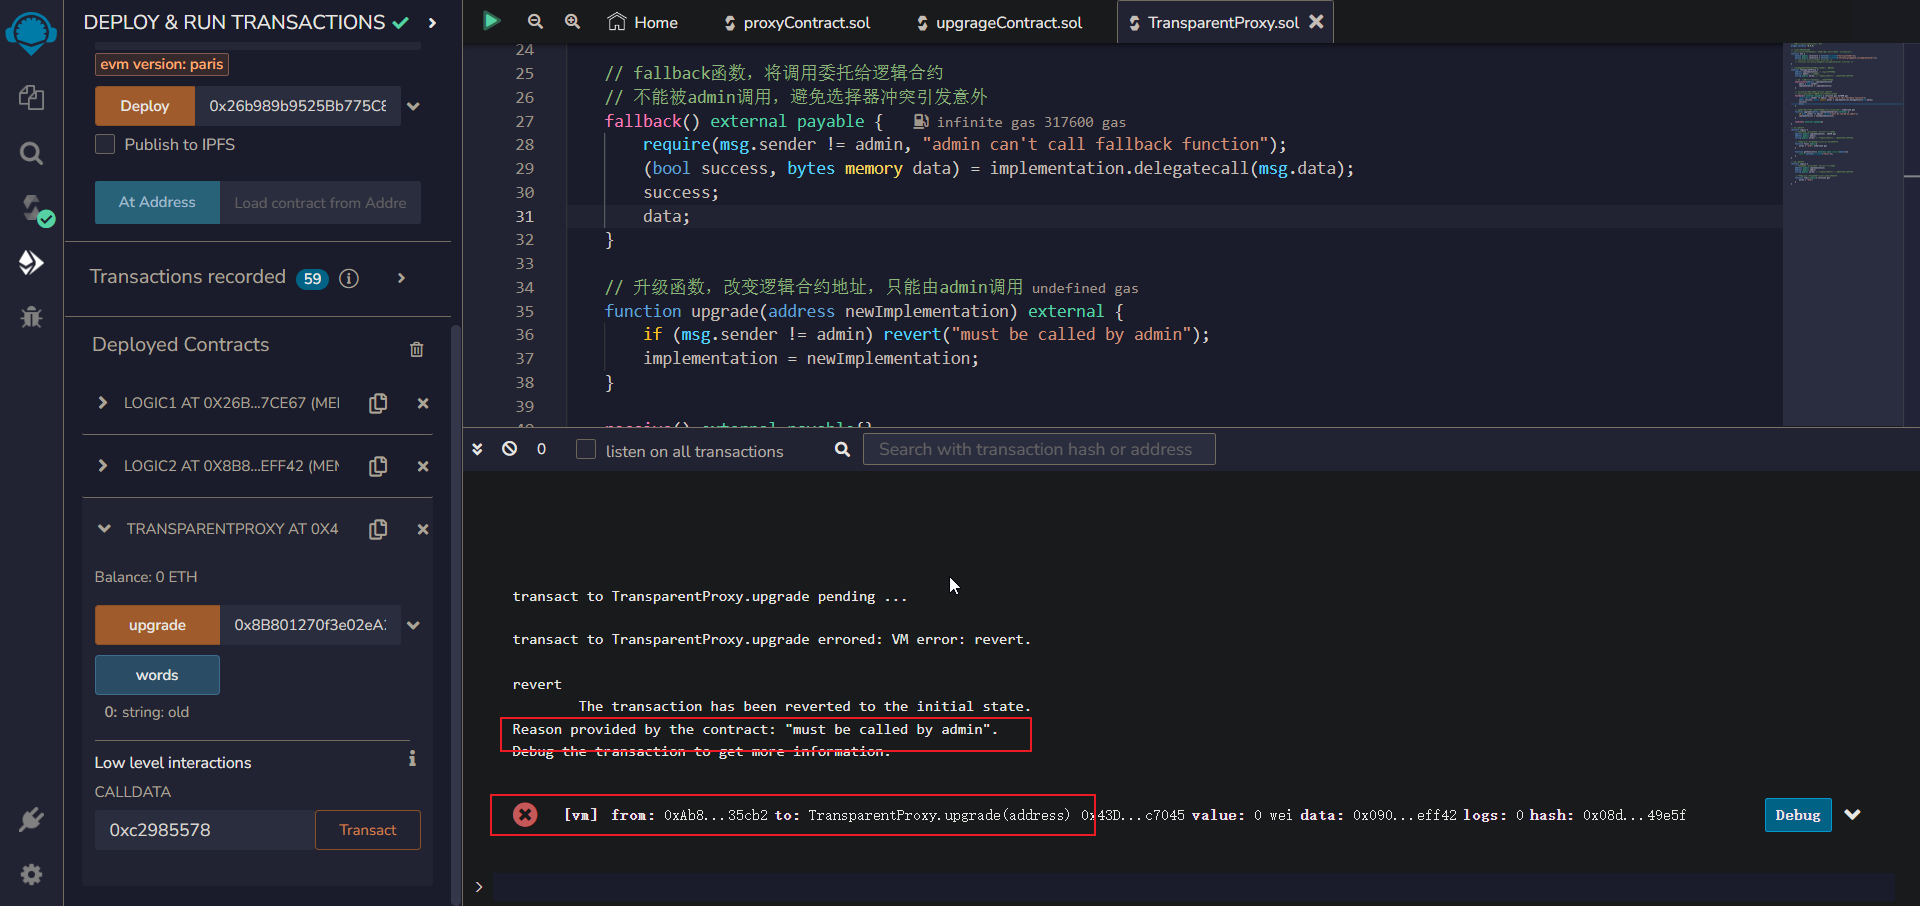 DEPLOY & RUN TRANSACTIONS
evm version: paris
Deploy 0x26b989b9525Bb775C
Publish to IPFS
At Address Load contract from Addre
Transactions recorded 59
Deployed Contracts
LOGIC1 AT 0X26B...7CE67 (MEM
LOGIC2 AT 0X8B8...EFF42 (MEM
TRANSPARENTPROXY AT 0X4
Balance: 0 ETH
upgrade 0x8B801270f3e02eA
words
0: string: old
Low level interactions
CALLDATA
0xc2985578 Transact
Home proxyContract.sol upgrageContract.sol TransparentProxy.sol
24
25 // fallback函数，将调用委托给逻辑合约
26 // 不能被admin调用，避免选择器冲突引发意外
27 fallback() external payable { infinite gas 317600 gas
28 require(msg.sender != admin, "admin can't call fallback function");
29 (bool success, bytes memory data) = implementation.delegatecall(msg.data);
30 success;
31 data;
32 }
33
34 // 升级函数，改变逻辑合约地址，只能由admin调用 undefined gas
35 function upgrade(address newImplementation) external {
36 if (msg.sender != admin) revert("must be called by admin");
37 implementation = newImplementation;
38 }
39
40 receive() external payable{}
0 listen on all transactions Search with transaction hash or address
transact to TransparentProxy.upgrade pending ...
transact to TransparentProxy.upgrade errored: VM error: revert.
revert
The transaction has been reverted to the initial state.
Reason provided by the contract: "must be called by admin".
Debug the transaction to get more information.
[vm] from: 0xAb8...35cb2 to: TransparentProxy.upgrade(address) 0x43D...c7045 value: 0 wei data: 0x090...eff42 logs: 0 hash: 0x08d...49e5f Debug
>